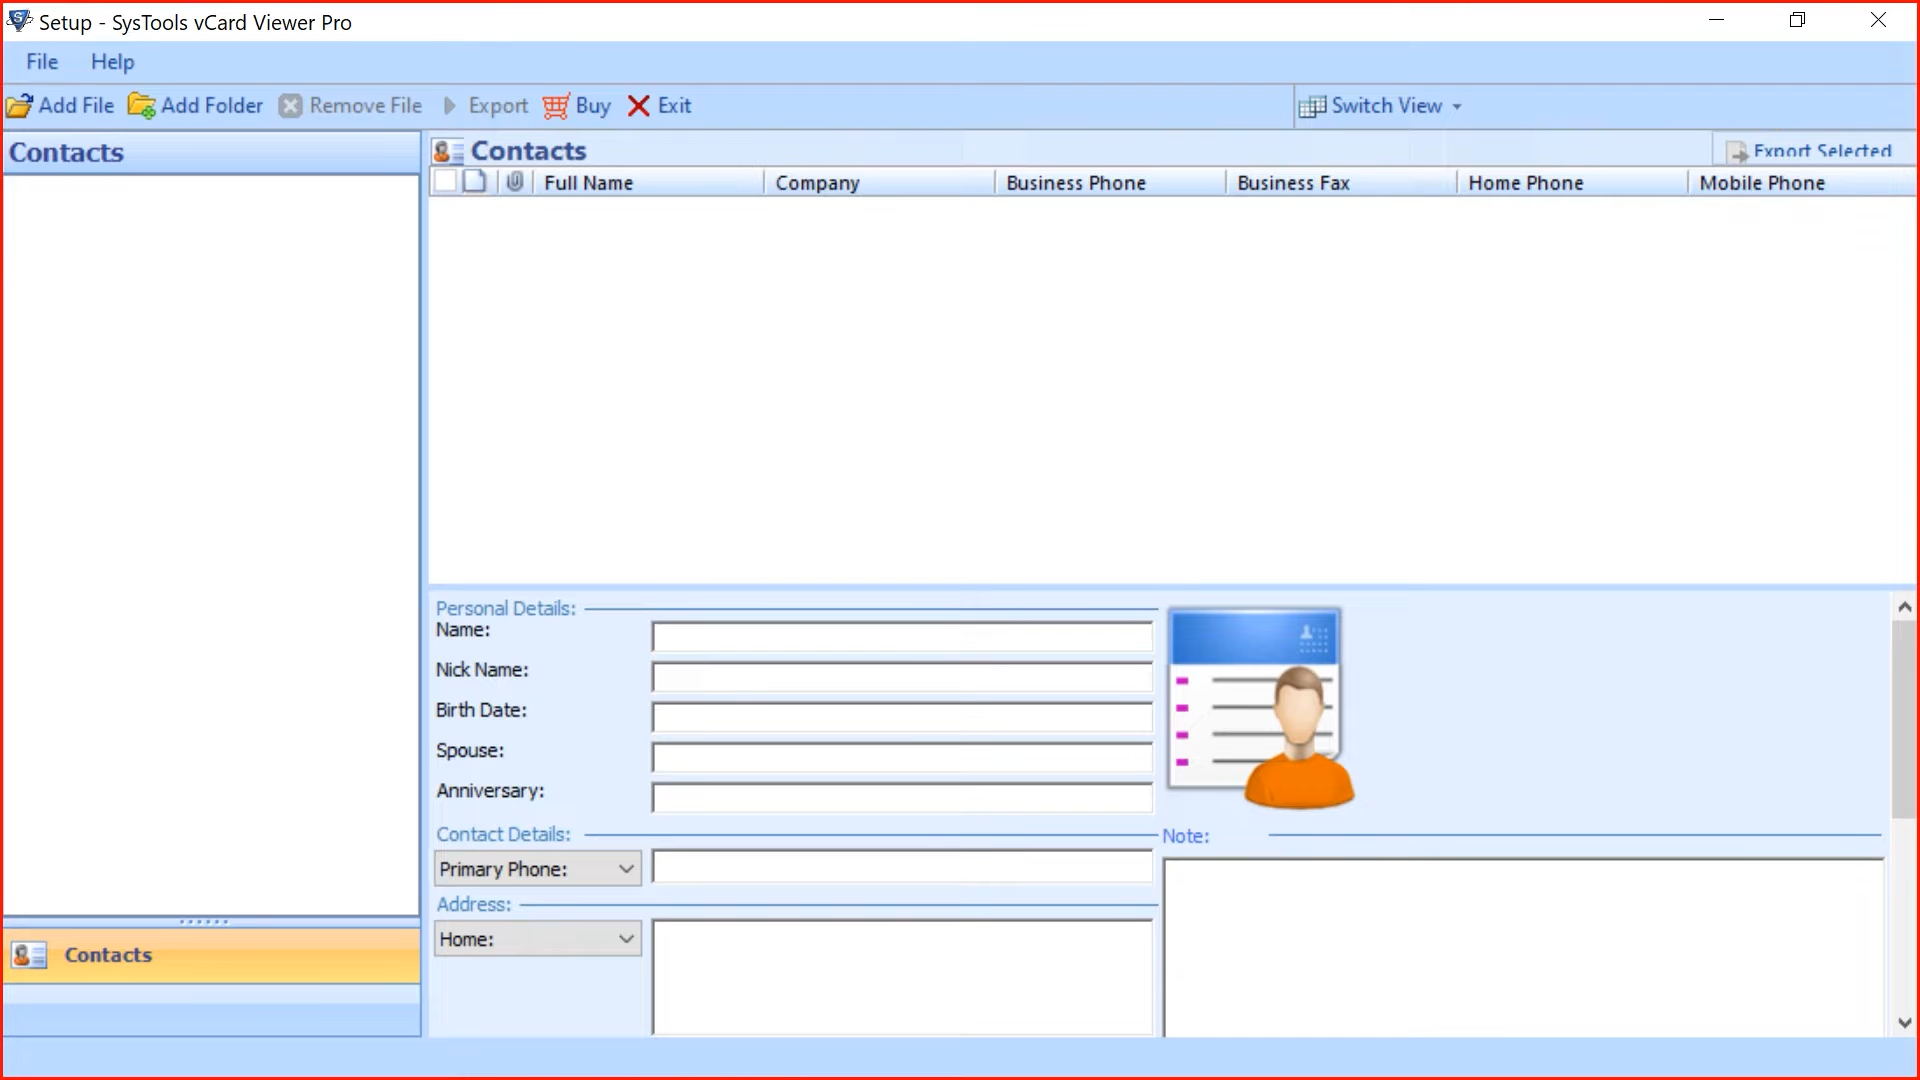 Setup - SysTools vCard Viewer Pro
File Help
Add File Add Folder Remove File Export Buy Exit Switch View
Contacts
Contacts Export Selected
Full Name Company Business Phone Business Fax Home Phone Mobile Phone
Personal Details:
Name:
Nick Name:
Birth Date:
Spouse:
Anniversary:
Contact Details:
Note:
Primary Phone:
Address:
Home:
Contacts